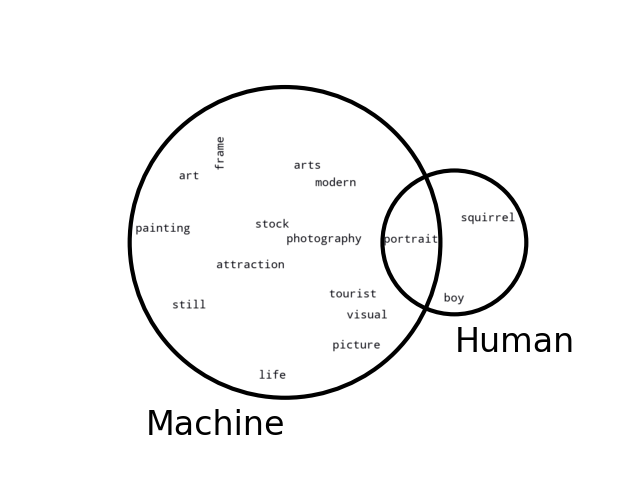 frame
art
arts
modern
painting
stock
photography
attraction
still
tourist
visual
picture
life
portrait
squirrel
boy
Human
Machine